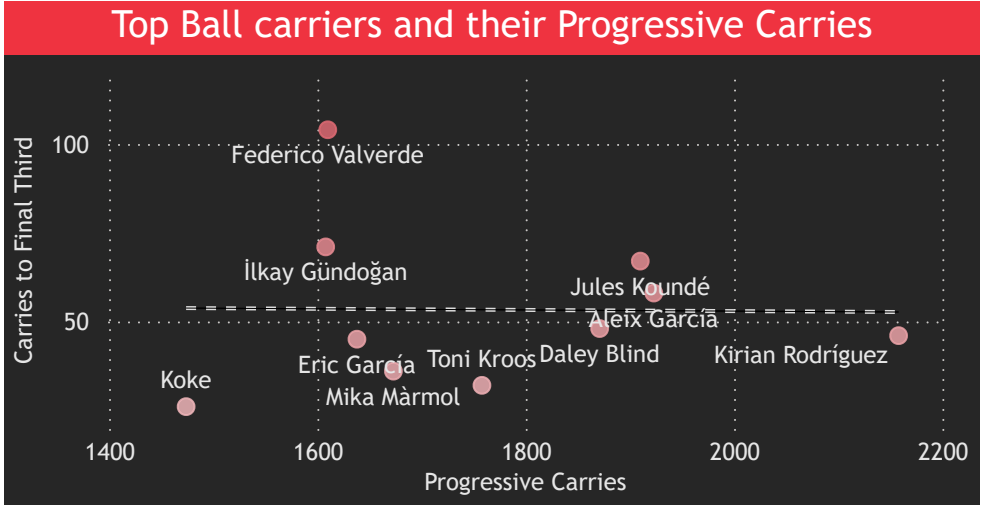 Top Ball carriers and their Progressive Carries
Carries to Final Third
100
50
Federico Valverde
İlkay Gündoğan
Jules Koundé
Aleix García
Daley Blind
Kirian Rodríguez
Eric García
Toni Kroos
Mika Màrmol
Koke
1400
1600
1800
2000
2200
Progressive Carries